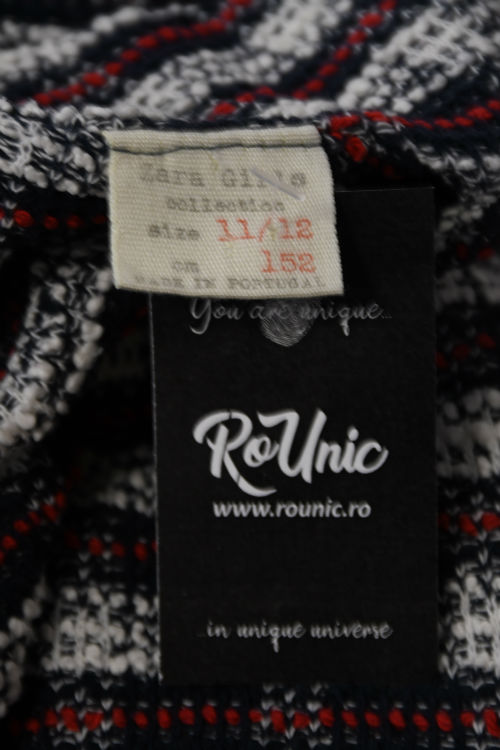 Zara Girls
collection
size 11/12
cm 152
MADE IN PORTUGAL
You are unique...
RoUnic
www.rounic.ro
...in unique universe